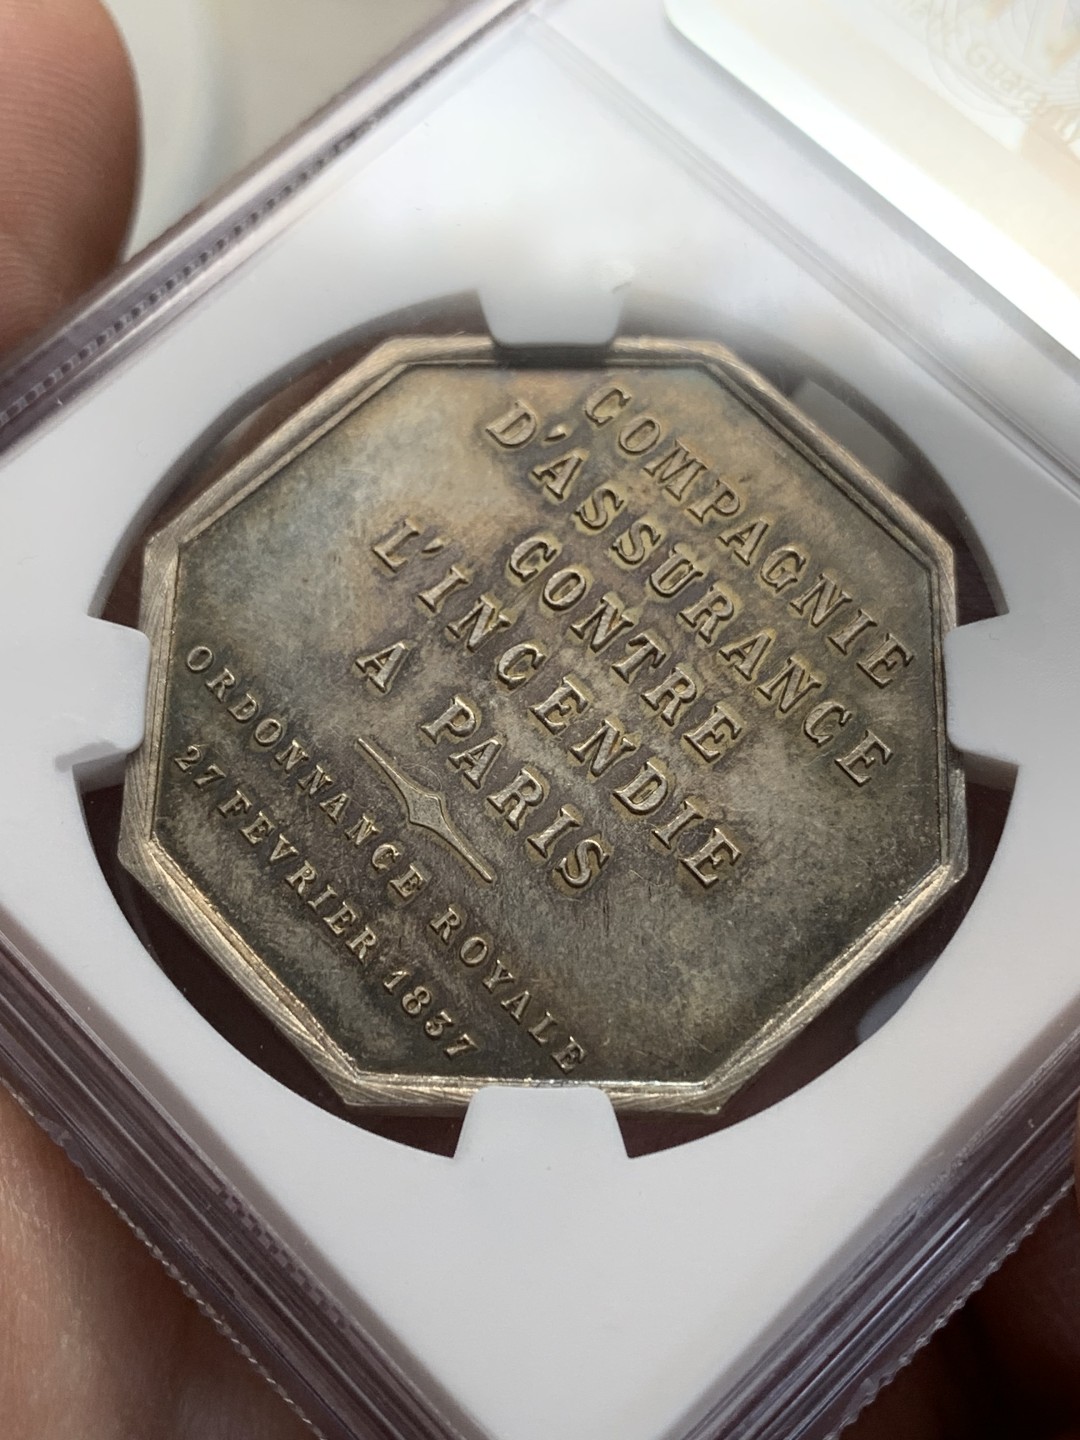 COMPAGNIE
D'ASSURANCE
CONTRE
L'INCENDIE
A PARIS
ORDONNANCE ROYALE
27 FEVRIER 1837